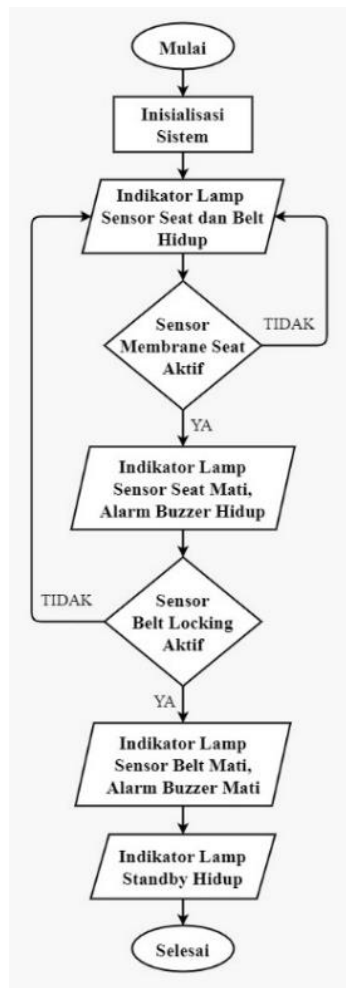 Mulai
Inisialisasi
Sistem
Indikator Lamp
Sensor Seat dan Belt
Hidup
Sensor
Membrane Seat
Aktif
TIDAK
YA
Indikator Lamp
Sensor Seat Mati,
Alarm Buzzer Hidup
TIDAK
Sensor
Belt Locking
Aktif
YA
Indikator Lamp
Sensor Belt Mati,
Alarm Buzzer Mati
Indikator Lamp
Standby Hidup
Selesai